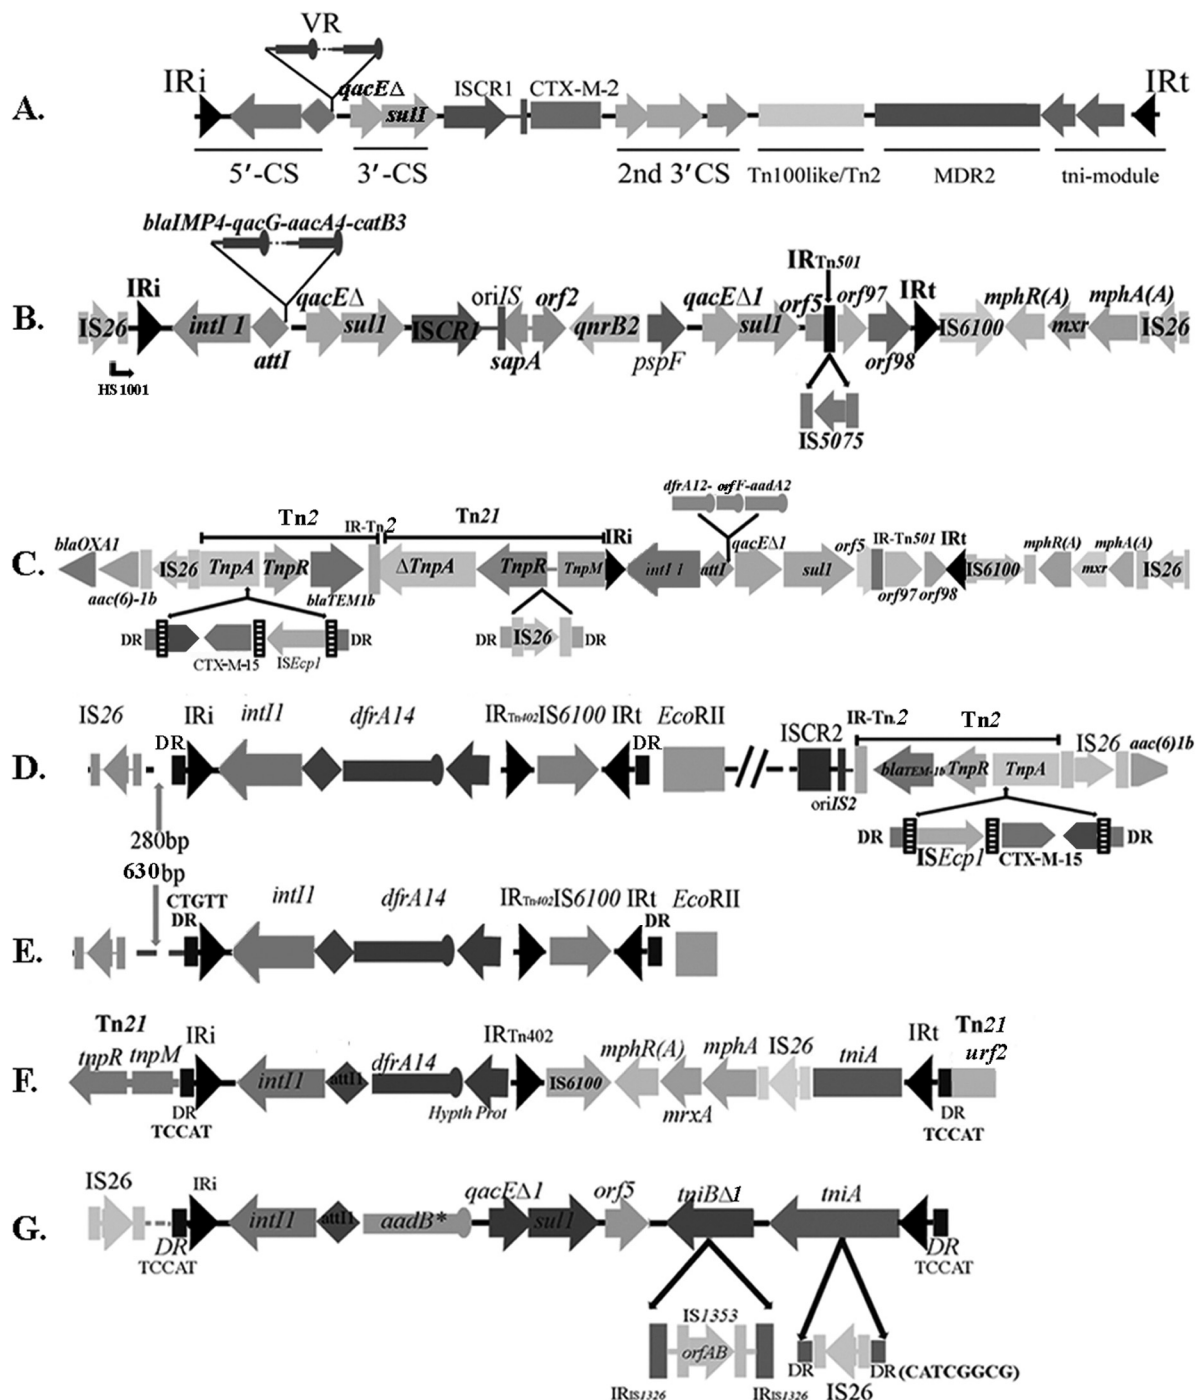 VR
IRi
qacEΔ
ISCR1
CTX-M-2
IRt
A.
sulI
5'-CS
3'-CS
2nd 3'CS
Tn100like/Tn2
MDR2
tni-module
blaIMP4-qacG-aacA4-catB3
IRTn501
IRi
qacEΔ
oriIS
orf2
qacEΔ1
orf5
orf97
IRt
mphR(A)
mphA(A)
B.
IS26
intI 1
sul1
ISCR1
qnrB2
sul1
IS6100
mxr
IS26
attI
sapA
pspF
orf98
HS1001
IS5075
dfrA12-orfF-aadA2
Tn2
IR-Tn2
Tn21
IRi
blaOXA1
qacEΔ1
orf5
IR-Tn501
IRt
mphR(A)
mphA(A)
C.
IS26
TnpA
TnpR
ΔTnpA
TnpR
TnpM
intI 1
attI
sul1
IS6100
mxr
IS26
aac(6)-1b
blaTEM1b
orf97
orf98
DR
DR
DR
IS26
DR
CTX-M-15
ISEcp1
IS26
IRi
intI1
dfrA14
IRTn402
IS6100
IRt
EcoRII
ISCR2
IR-Tn2
Tn2
IS26
aac(6)1b
DR
DR
D.
blaTEM-1b
TnpR
TnpA
oriIS2
280bp
DR
DR
ISEcp1
CTX-M-15
630bp
CTGTT
intI1
dfrA14
IRTn402
IS6100
IRt
EcoRII
DR
DR
E.
Tn21
IRi
IRTn402
IRt
Tn21
tnpR
tnpM
dfrA14
mphR(A)
mphA
IS26
tniA
urf2
F.
intI1
attI1
IS6100
DR
Hypth Prot
mrxA
DR
TCCAT
TCCAT
IS26
IRi
qacEΔ1
orf5
tniBΔ1
tniA
G.
intI1
attI1
aadB*
sul1
DR
DR
TCCAT
TCCAT
IS1353
orfAB
DR
DR(CATCGGCG)
IRIS1326
IRIS1326
IS26